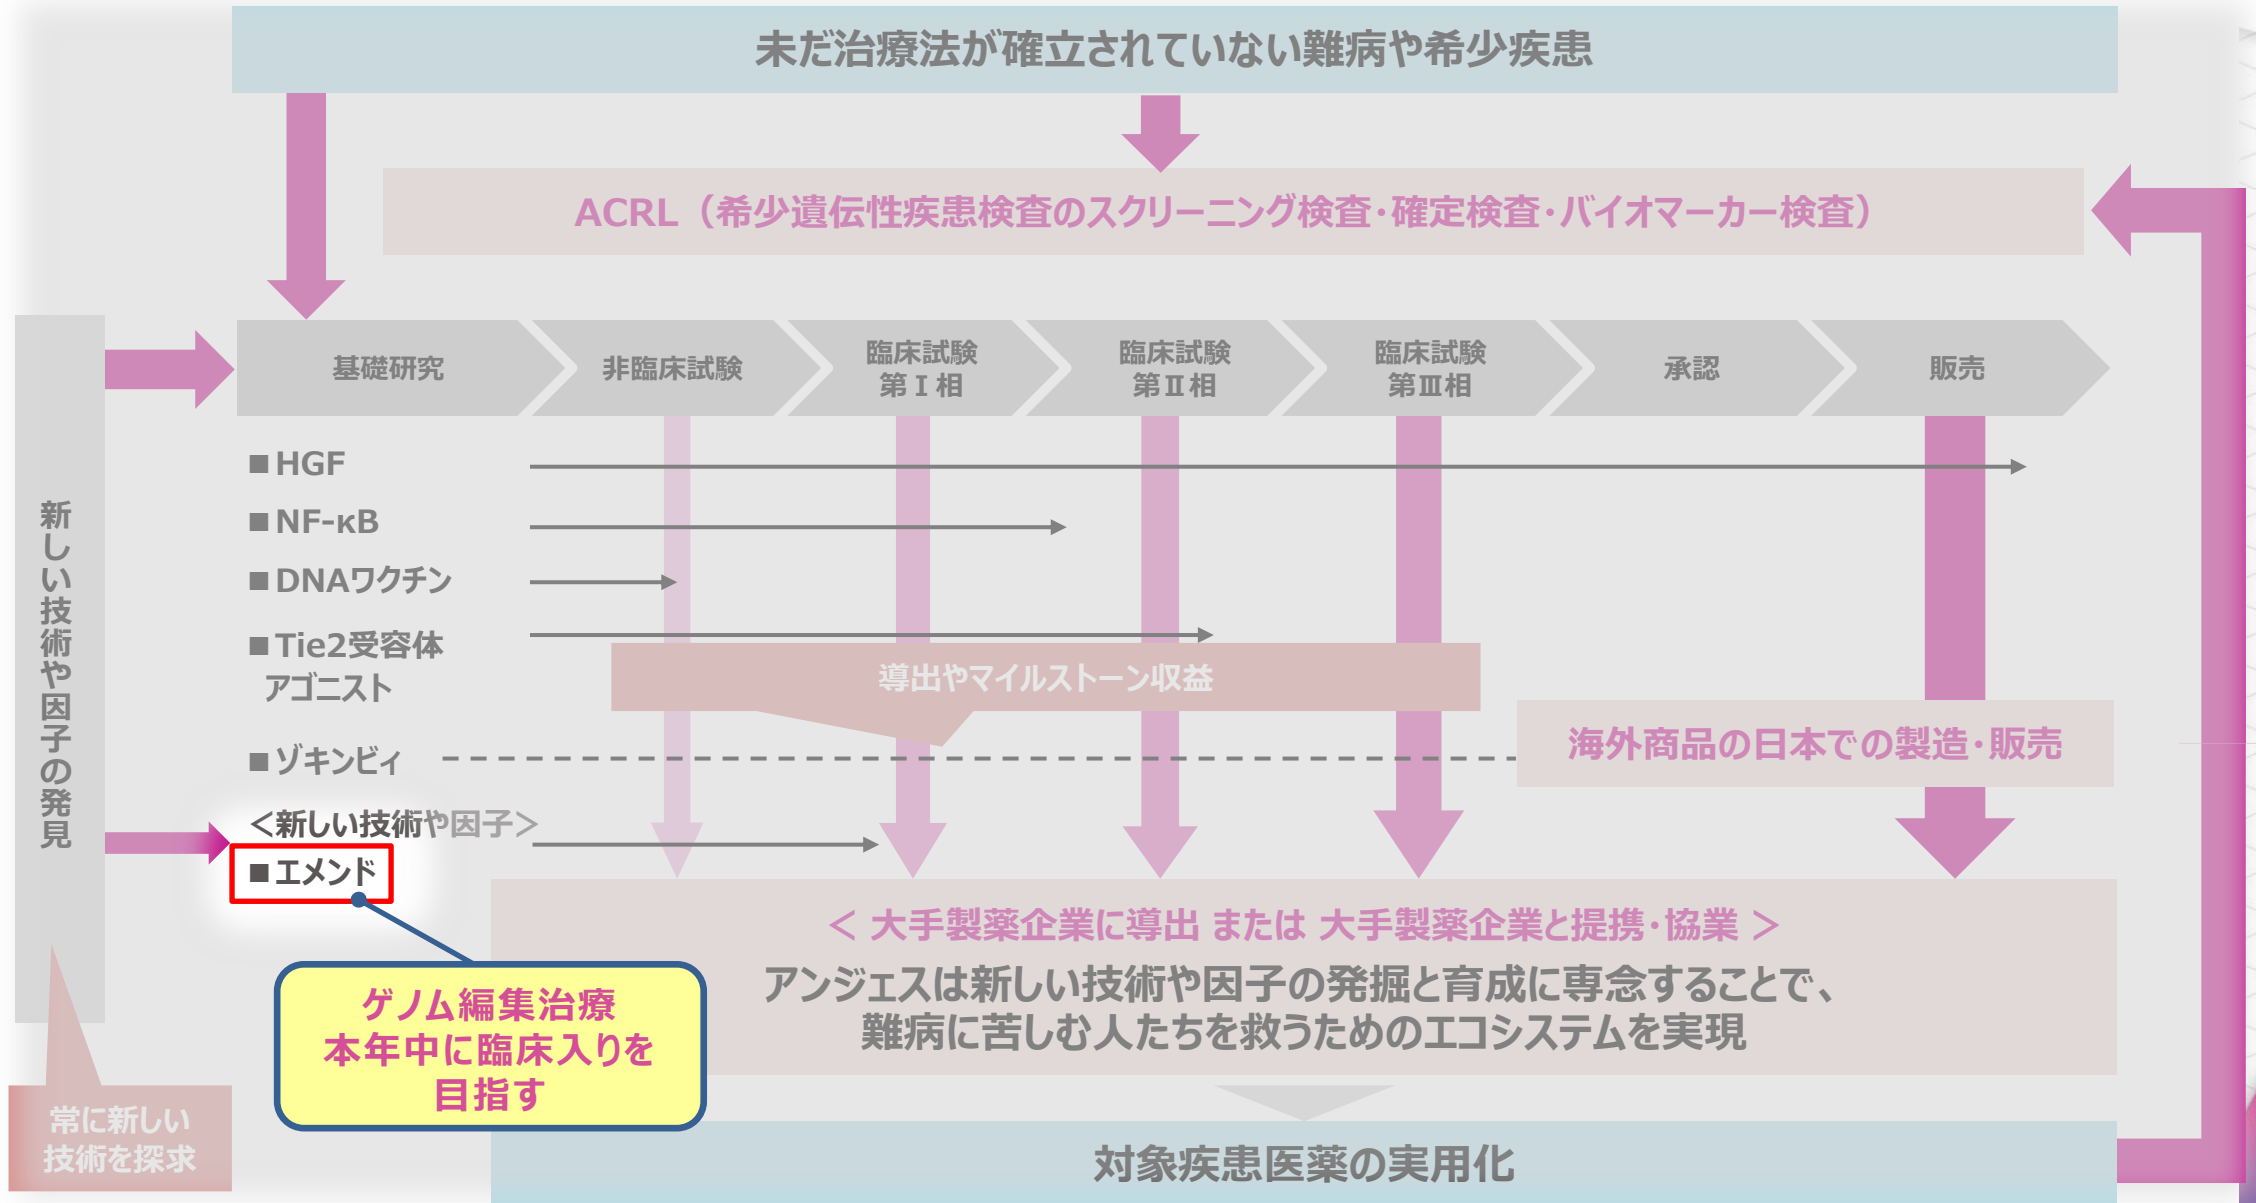 未だ治療法が確立されていない難病や希少疾患
ACRL（希少遺伝性疾患検査のスクリーニング検査・確定検査・バイオマーカー検査）
基礎研究
非臨床試験
臨床試験
第Ⅰ相
臨床試験
第Ⅱ相
臨床試験
第Ⅲ相
承認
販売
新しい技術や因子の発見
■HGF
■NF-κB
■DNAワクチン
■Tie2受容体
アゴニスト
導出やマイルストーン収益
■ゾキンビィ
海外商品の日本での製造・販売
＜新しい技術や因子＞
■エメンド
＜ 大手製薬企業に導出 または 大手製薬企業と提携・協業 ＞
アンジェスは新しい技術や因子の発掘と育成に専念することで、
難病に苦しむ人たちを救うためのエコシステムを実現
ゲノム編集治療
本年中に臨床入りを
目指す
常に新しい
技術を探求
対象疾患医薬の実用化